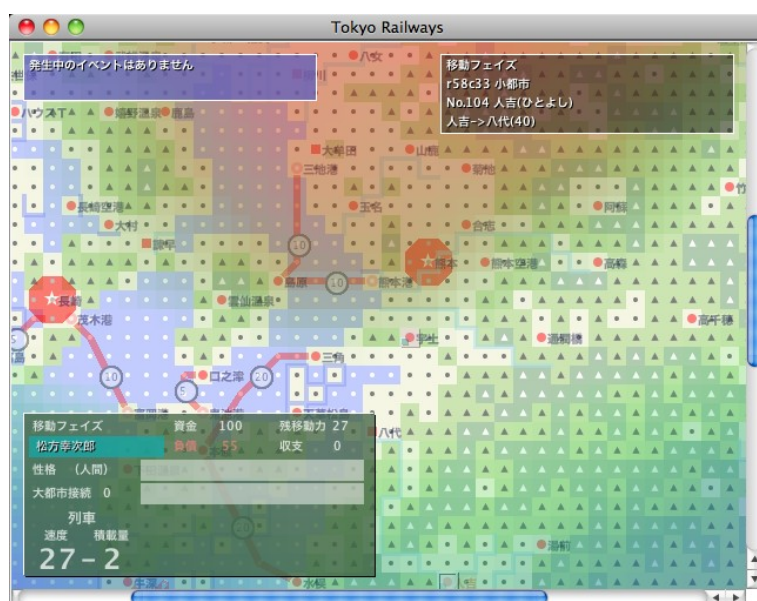 Tokyo Railways
発生中のイベントはありません
八女
移動フェイズ
r58c33 小都市
No.104 人吉(ひとよし)
人吉->八代(40)
ハウステ
嬉野温泉
鹿島
大牟田
山鹿
三池港
菊池
竹
長崎空港
玉名
阿蘇
大村
合志
諫早
10
熊本
熊本空港
高森
島原
10
熊本港
長崎
雲仙温泉
茂木港
高千穂
宇土
通潤橋
5
島
三角
10
口之津
20
5
八代
移動フェイズ
資金 100
残移動力 27
松方幸次郎
負債 55
収支 0
性格 (人間)
大都市接続 0
列車
速度 積載量
27-2
20
湯前
牛深
水俣
人吉